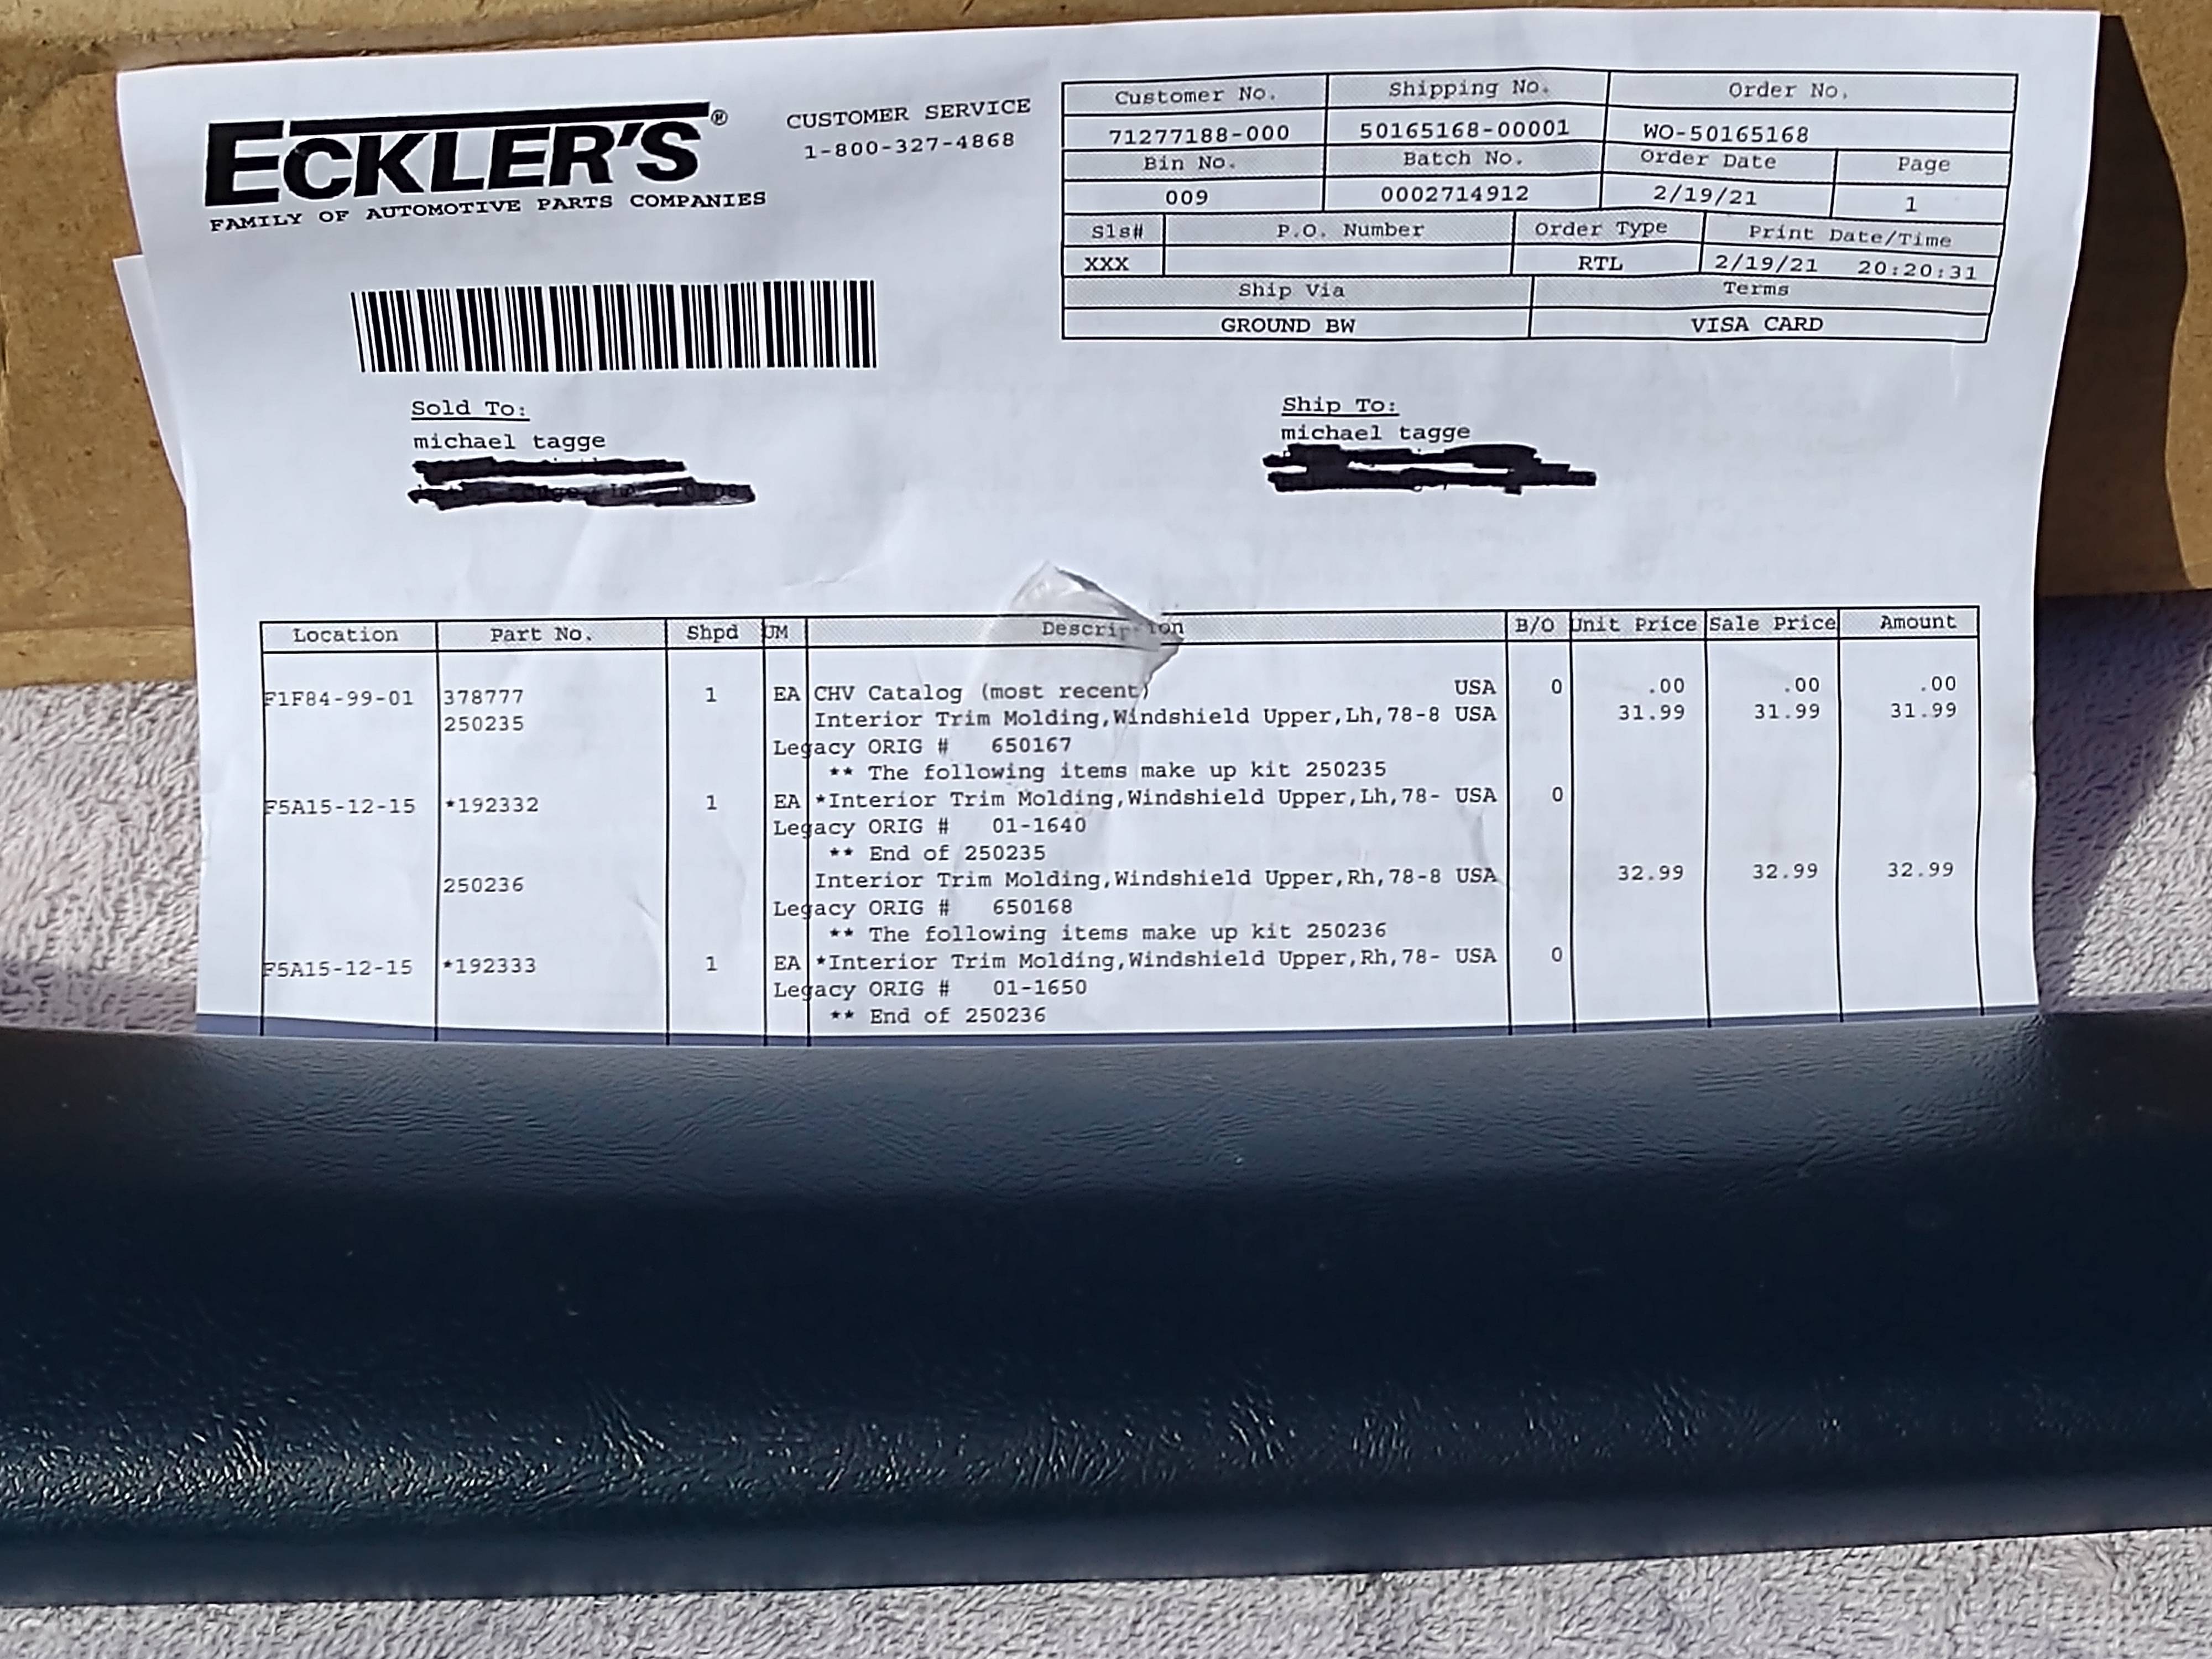 ECKLER'S®
FAMILY OF AUTOMOTIVE PARTS COMPANIES
CUSTOMER SERVICE
1-800-327-4868
Customer No. Shipping No. Order No.
71277188-000 50165168-00001 WO-50165168
Bin No. Batch No. Order Date Page
009 0002714912 2/19/21 1
Sls# P.O. Number Order Type Print Date/Time
XXX RTL 2/19/21 20:20:31
Ship Via Terms
GROUND BW VISA CARD
Sold To:
michael tagge
Ship To:
michael tagge
Location Part No. Shpd UM Description B/O Unit Price Sale Price Amount
F1F84-99-01 378777 1 EA CHV Catalog (most recent) USA 0 .00 .00 .00
250235 Interior Trim Molding,Windshield Upper,Lh,78-8 USA 31.99 31.99 31.99
Legacy ORIG # 650167
** The following items make up kit 250235
F5A15-12-15 *192332 1 EA *Interior Trim Molding,Windshield Upper,Lh,78- USA 0
Legacy ORIG # 01-1640
** End of 250235
250236 Interior Trim Molding,Windshield Upper,Rh,78-8 USA 32.99 32.99 32.99
Legacy ORIG # 650168
** The following items make up kit 250236
F5A15-12-15 *192333 1 EA *Interior Trim Molding,Windshield Upper,Rh,78- USA 0
Legacy ORIG # 01-1650
** End of 250236